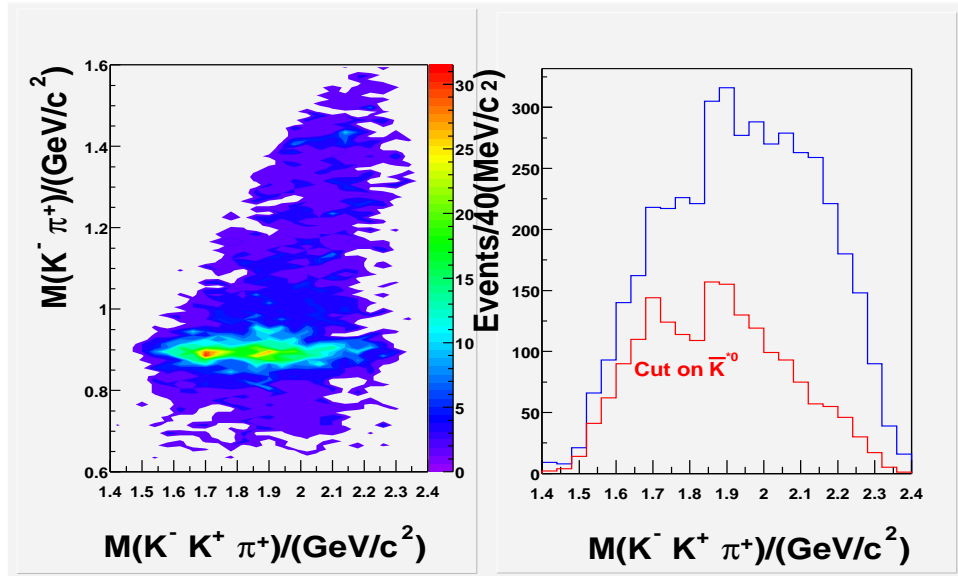 M(K⁻ π⁺)/(GeV/c²)
1.6
1.4
1.2
1
0.8
0.6
1.4 1.5 1.6 1.7 1.8 1.9 2 2.1 2.2 2.3 2.4
M(K⁻ K⁺ π⁺)/(GeV/c²)
30
25
20
15
10
5
0
Events/40(MeV/c²)
300
250
200
150
100
50
0
Cut on K̅*⁰
1.4 1.5 1.6 1.7 1.8 1.9 2 2.1 2.2 2.3 2.4
M(K⁻ K⁺ π⁺)/(GeV/c²)